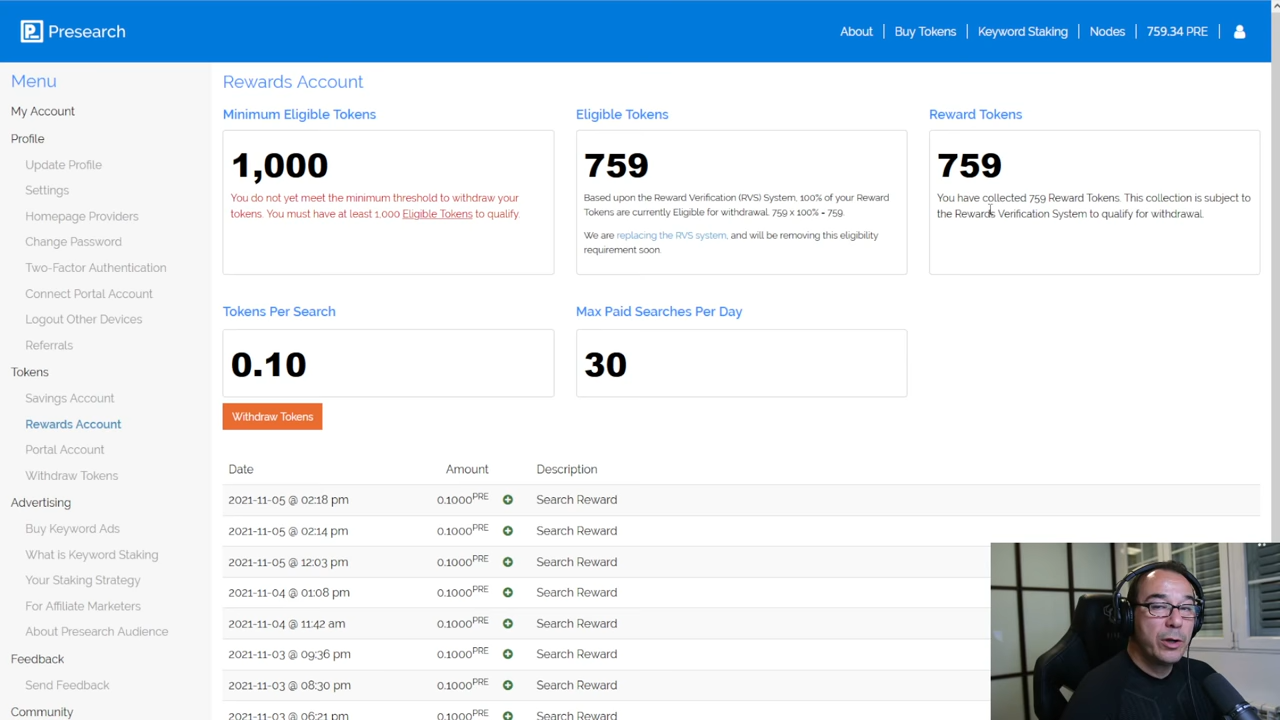 Presearch
About
Buy Tokens
Keyword Staking
Nodes
759.34 PRE
Menu
My Account
Profile
Update Profile
Settings
Homepage Providers
Change Password
Two-Factor Authentication
Connect Portal Account
Logout Other Devices
Referrals
Tokens
Savings Account
Rewards Account
Portal Account
Withdraw Tokens
Advertising
Buy Keyword Ads
What is Keyword Staking
Your Staking Strategy
For Affiliate Marketers
About Presearch Audience
Feedback
Send Feedback
Community
Rewards Account
Minimum Eligible Tokens
1,000
You do not yet meet the minimum threshold to withdraw your
tokens. You must have at least 1,000 Eligible Tokens to qualify.
Eligible Tokens
759
Based upon the Reward Verification (RVS) System, 100% of your Reward
Tokens are currently Eligible for withdrawal. 759 x 100% = 759
We are replacing the RVS system, and will be removing this eligibility
requirement soon.
Reward Tokens
759
You have collected 759 Reward Tokens. This collection is subject to
the Rewards Verification System to qualify for withdrawal.
Tokens Per Search
0.10
Max Paid Searches Per Day
30
Withdraw Tokens
Date Amount Description
2021-11-05 @ 02:18 pm 0.1000PRE Search Reward
2021-11-05 @ 02:14 pm 0.1000PRE Search Reward
2021-11-05 @ 12:03 pm 0.1000PRE Search Reward
2021-11-04 @ 01:08 pm 0.1000PRE Search Reward
2021-11-04 @ 11:42 am 0.1000PRE Search Reward
2021-11-03 @ 09:36 pm 0.1000PRE Search Reward
2021-11-03 @ 08:30 pm 0.1000PRE Search Reward
2021-11-03 @ 06:21 pm 0.1000PRE Search Reward